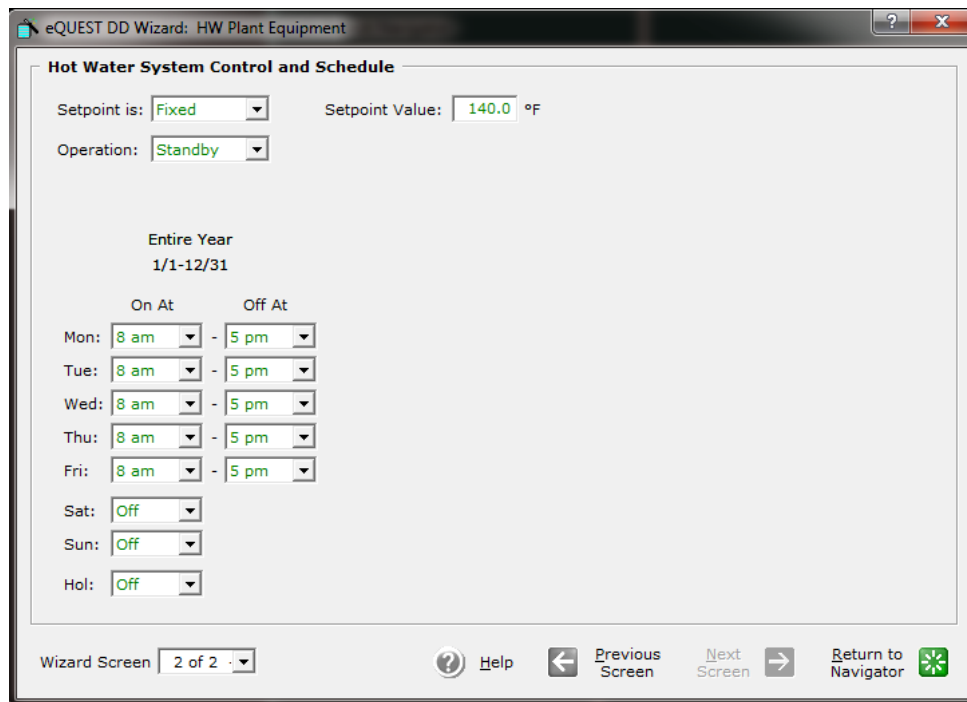 eQUEST DD Wizard: HW Plant Equipment
Hot Water System Control and Schedule
Setpoint is: Fixed Setpoint Value: 140.0 °F
Operation: Standby
Entire Year
1/1-12/31
On At Off At
Mon: 8 am - 5 pm
Tue: 8 am - 5 pm
Wed: 8 am - 5 pm
Thu: 8 am - 5 pm
Fri: 8 am - 5 pm
Sat: Off
Sun: Off
Hol: Off
Wizard Screen 2 of 2 Help Previous Screen Next Screen Return to Navigator